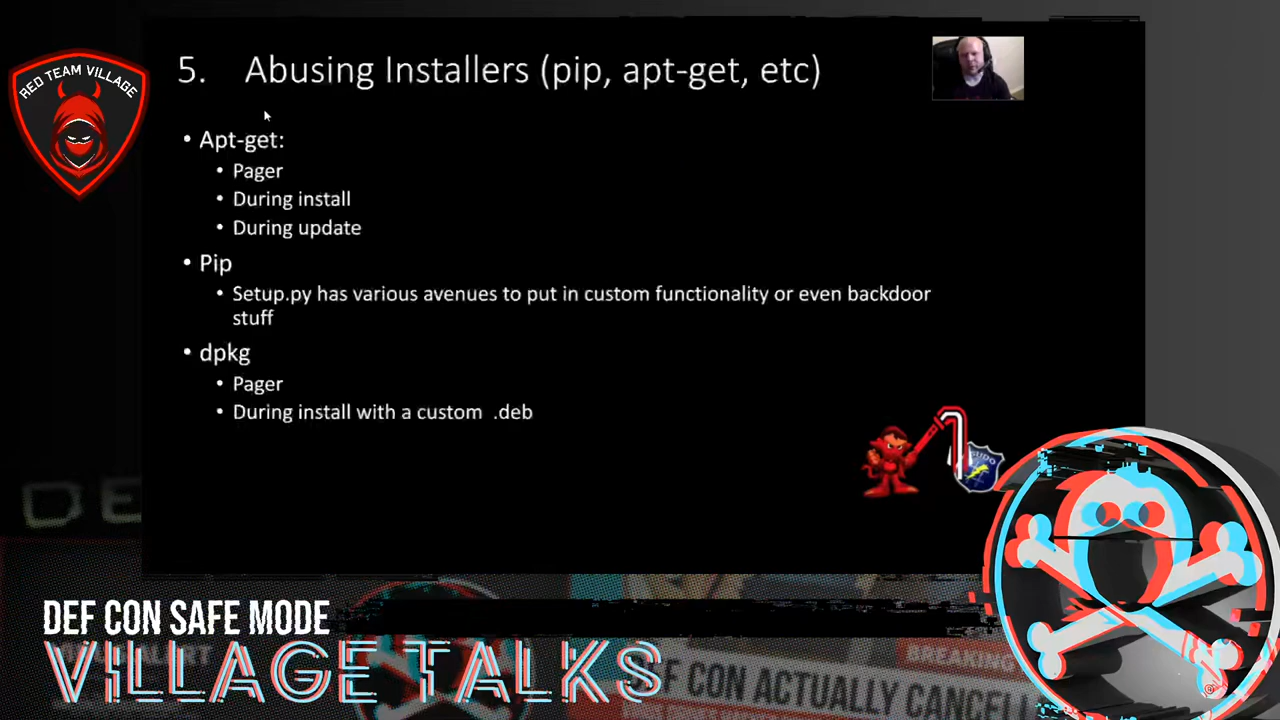 RED TEAM VILLAGE
5. Abusing Installers (pip, apt-get, etc)
• Apt-get:
• Pager
• During install
• During update
• Pip
• Setup.py has various avenues to put in custom functionality or even backdoor
stuff
• dpkg
• Pager
• During install with a custom .deb
SUDO
DE
DEF CON SAFE MODE
VILLAGE TALKS
BREAKING
DEF CON ACTUALLY CANCEL